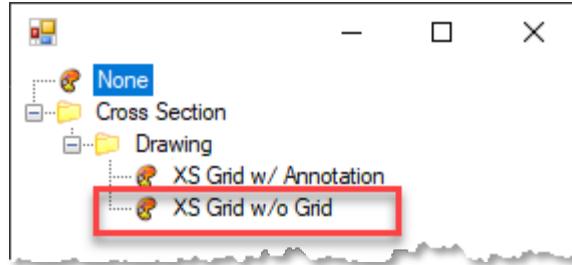 None
Cross Section
Drawing
XS Grid w/ Annotation
XS Grid w/o Grid